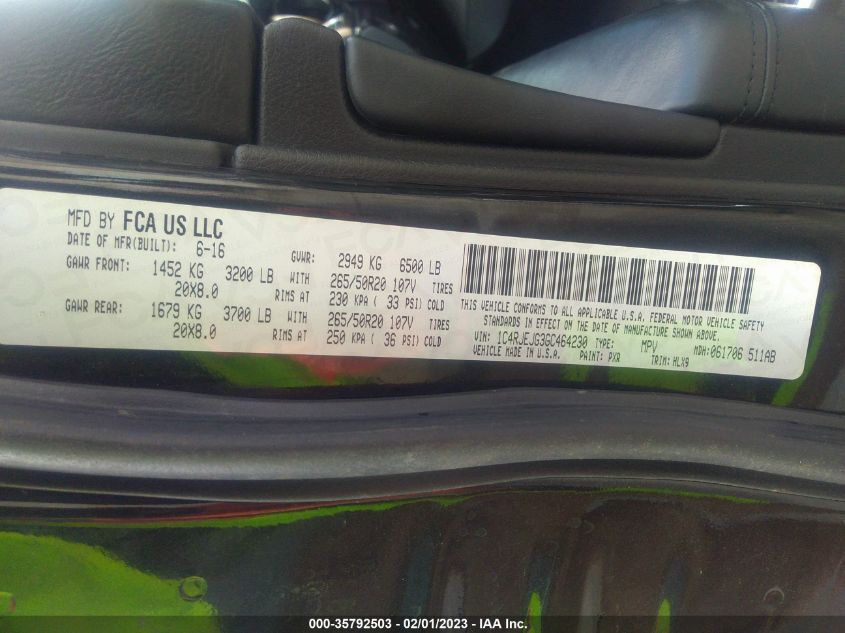 MFD BY FCA US LLC
DATE OF MFR(BUILT): 6-16 GVWR: 2949 KG 6500 LB
GAWR FRONT: 1452 KG 3200 LB WITH 265/50R20 107V TIRES
20X8.0 RIMS AT 230 KPA ( 33 PSI) COLD
GAWR REAR: 1679 KG 3700 LB WITH 265/50R20 107V TIRES
20X8.0 RIMS AT 250 KPA ( 36 PSI) COLD
THIS VEHICLE CONFORMS TO ALL APPLICABLE U.S.A. FEDERAL MOTOR VEHICLE SAFETY
STANDARDS IN EFFECT ON THE DATE OF MANUFACTURE SHOWN ABOVE.
VIN: 1C4RJEJG3GC464230 TYPE: MPV MDH:061706 511AB
VEHICLE MADE IN U.S.A. PAINT: PXR TRIM: HLX9
000-35792503 - 02/01/2023 - IAA Inc.